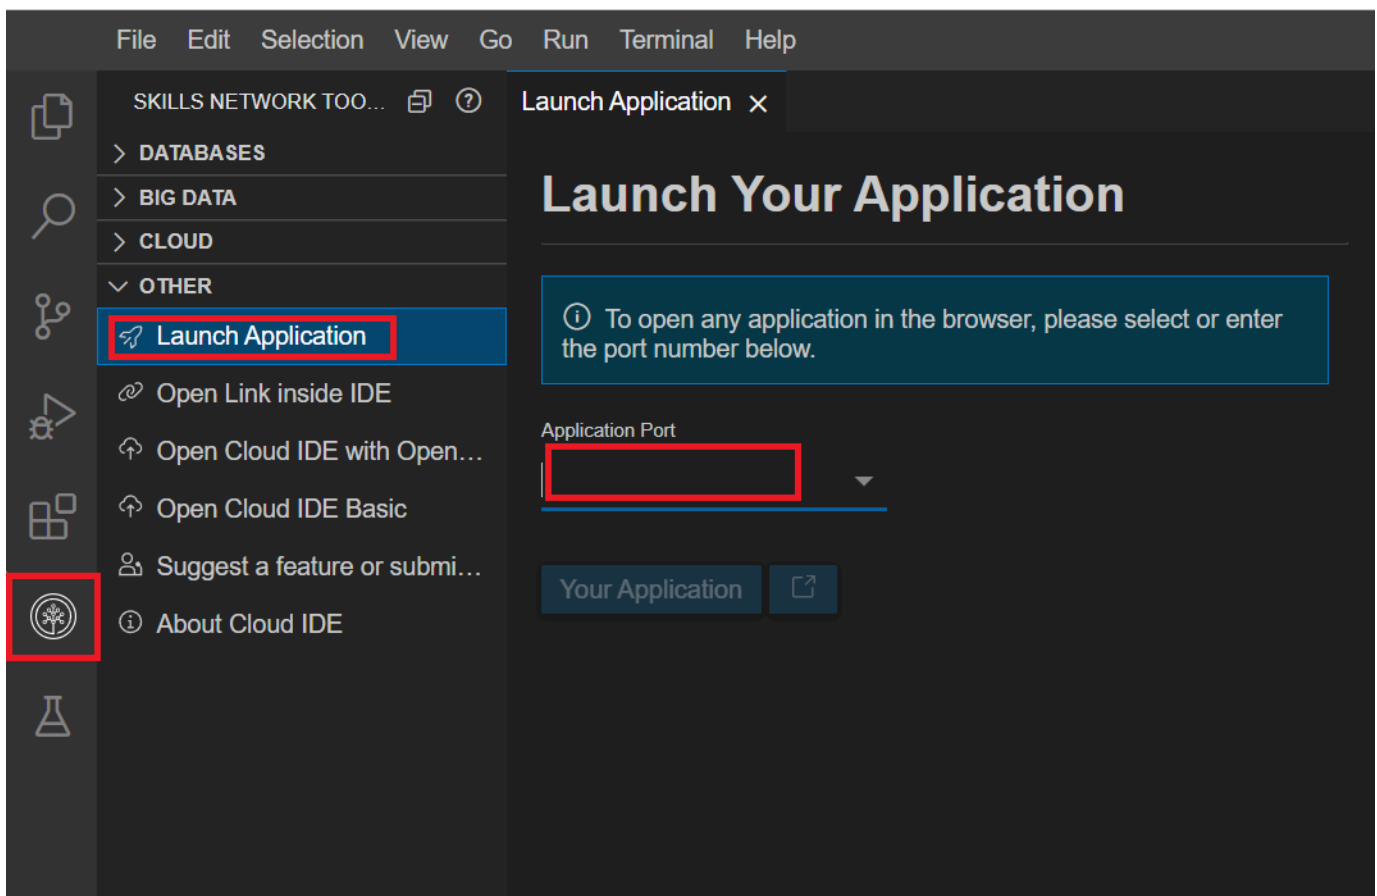 File Edit Selection View Go Run Terminal Help
SKILLS NETWORK TOO...
Launch Application
DATABASES
BIG DATA
CLOUD
OTHER
Launch Application
Open Link inside IDE
Open Cloud IDE with Open...
Open Cloud IDE Basic
Suggest a feature or submi...
About Cloud IDE
Launch Your Application
To open any application in the browser, please select or enter
the port number below.
Application Port
Your Application